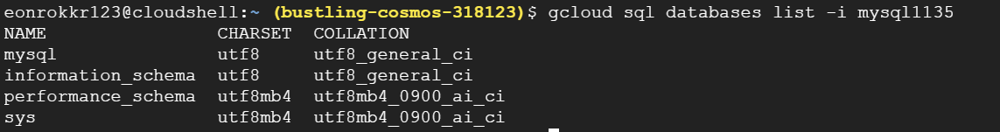 eonrokkr123@cloudshell:~ (bustling-cosmos-318123)$ gcloud sql databases list -i mysql1135
NAME CHARSET COLLATION
mysql utf8 utf8_general_ci
information_schema utf8 utf8_general_ci
performance_schema utf8mb4 utf8mb4_0900_ai_ci
sys utf8mb4 utf8mb4_0900_ai_ci